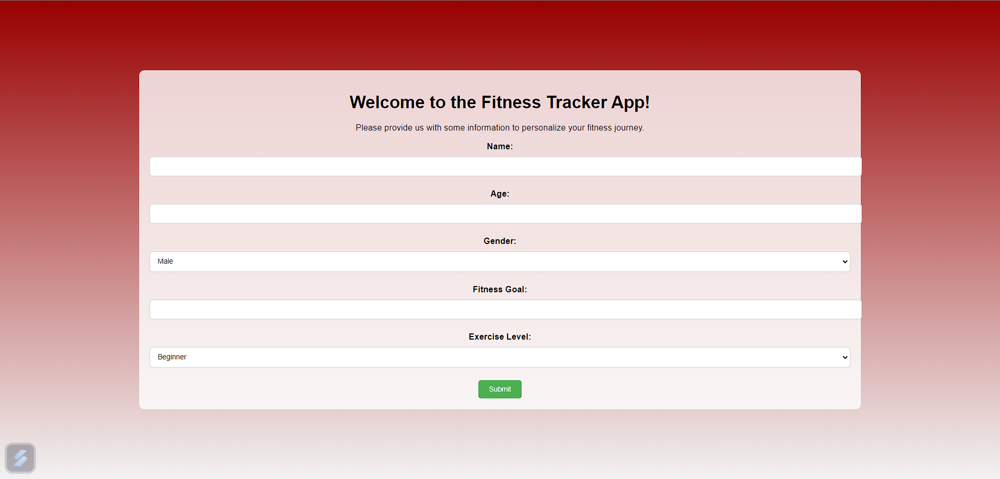 Welcome to the Fitness Tracker App!
Please provide us with some information to personalize your fitness journey.
Name:
Age:
Gender:
Male
Fitness Goal:
Exercise Level:
Beginner
Submit